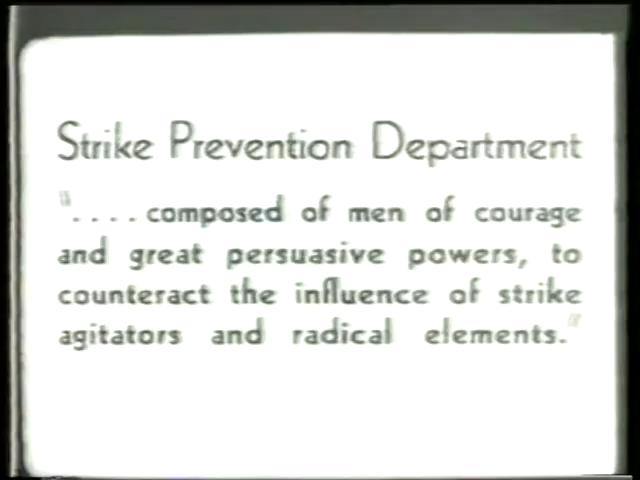 Strike Prevention Department
".... composed of men of courage
and great persuasive powers, to
counteract the influence of strike
agitators and radical elements."